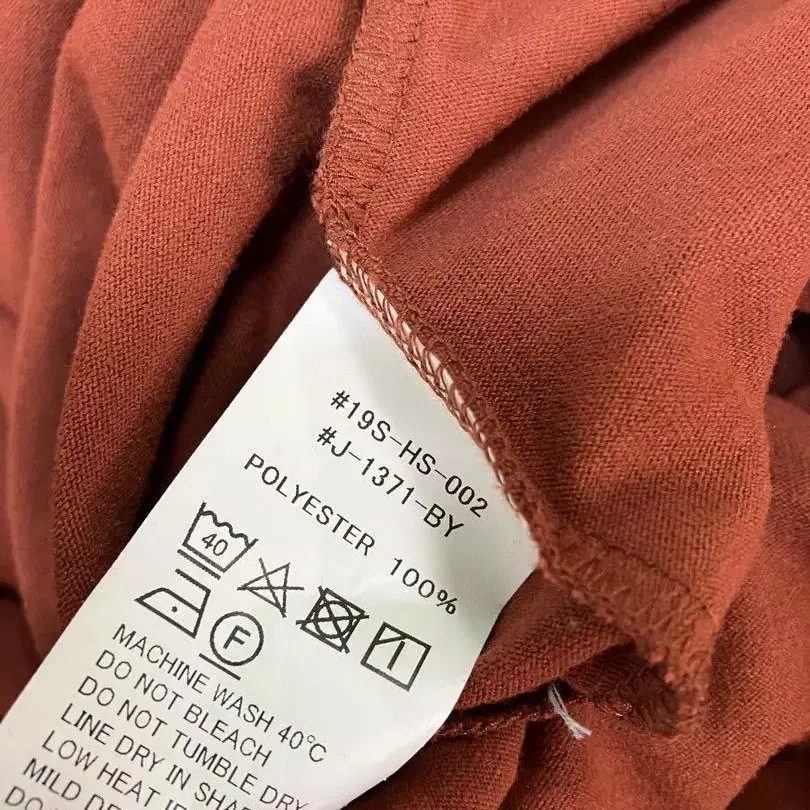 #19S-HS-002
#J-1371-BY
POLYESTER 100%
40
F
MACHINE WASH 40℃
DO NOT BLEACH
DO NOT TUMBLE DRY
LINE DRY IN
LOW HEAT
MILD